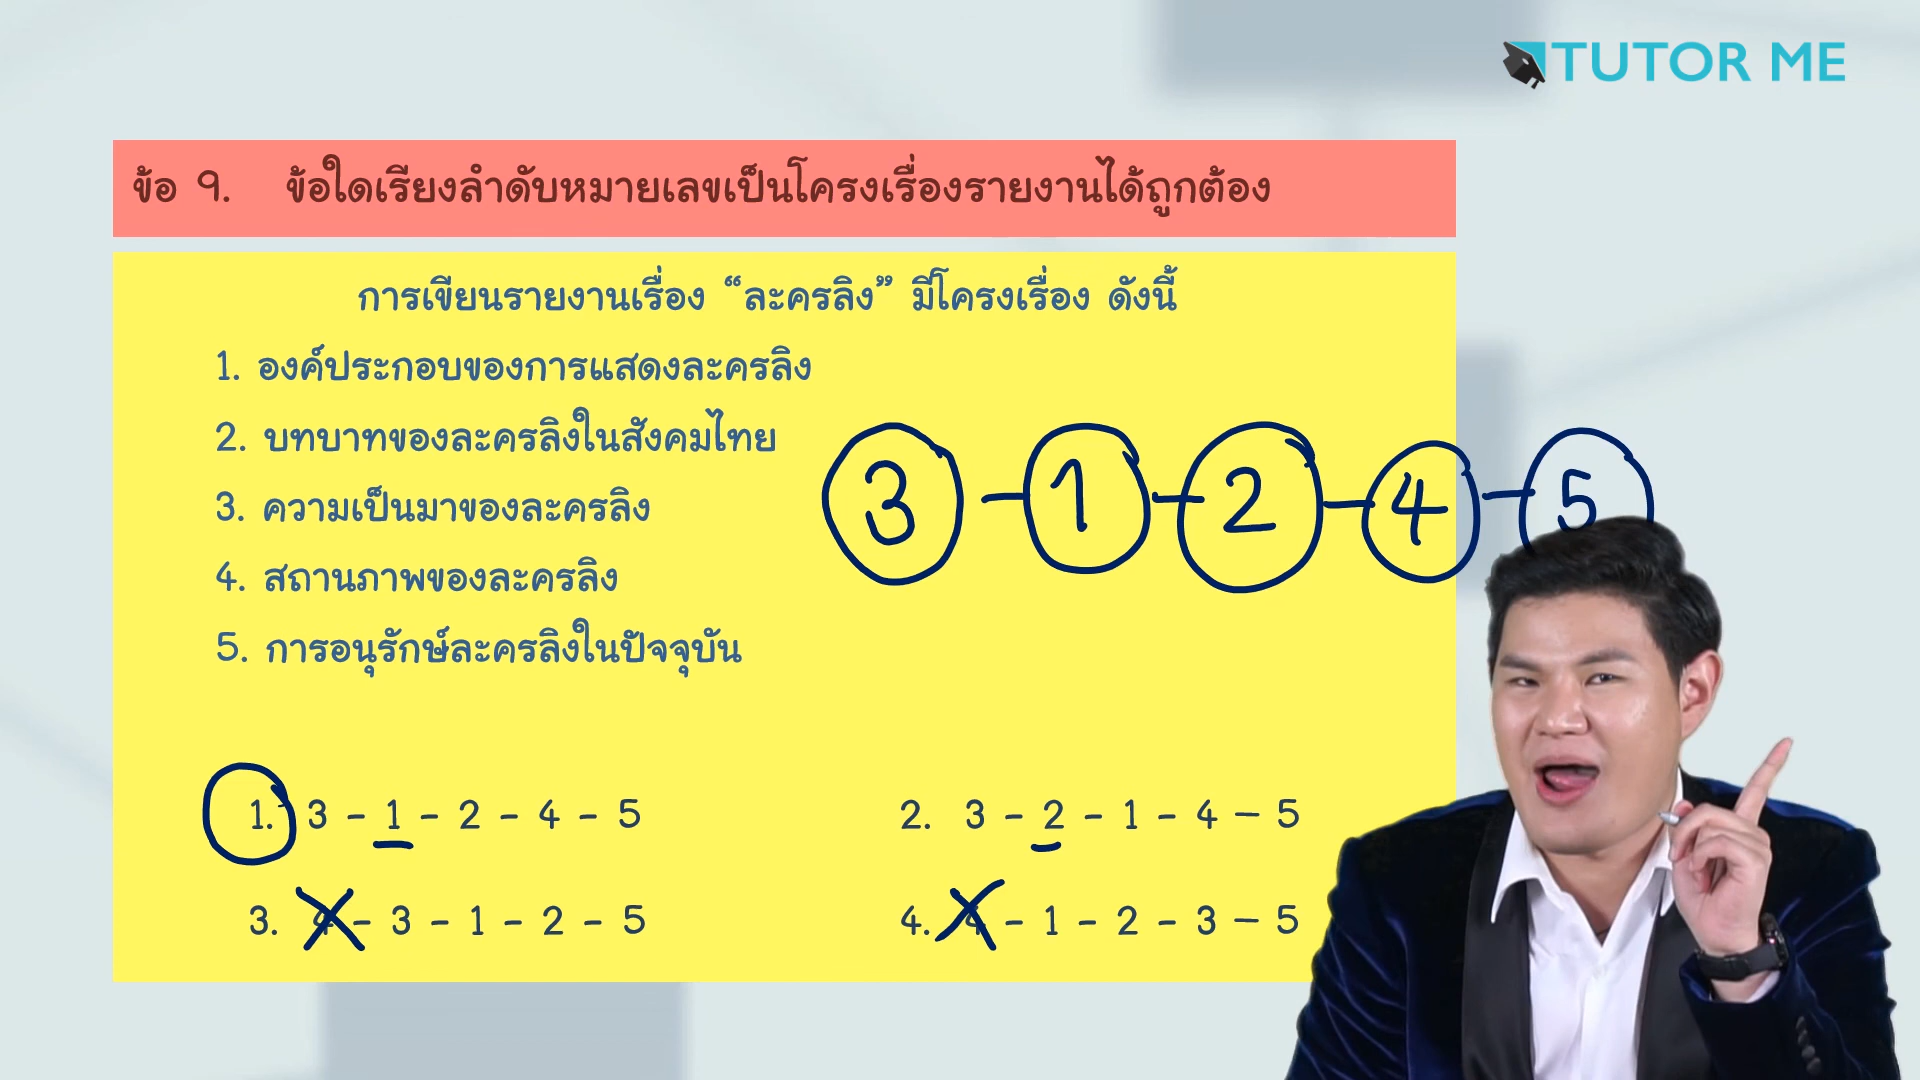 TUTOR ME
ข้อ 9. ข้อใดเรียงลำดับหมายเลขเป็นโครงเรื่องรายงานได้ถูกต้อง
การเขียนรายงานเรื่อง “ละครลิง” มีโครงเรื่อง ดังนี้
1. องค์ประกอบของการแสดงละครลิง
2. บทบาทของละครลิงในสังคมไทย
3. ความเป็นมาของละครลิง
4. สถานภาพของละครลิง
5. การอนุรักษ์ละครลิงในปัจจุบัน
3 - 1 - 2 - 4 - 5
1. 3 - 1 - 2 - 4 - 5
2. 3 - 2 - 1 - 4 - 5
3. 4 - 3 - 1 - 2 - 5
4. 4 - 1 - 2 - 3 - 5